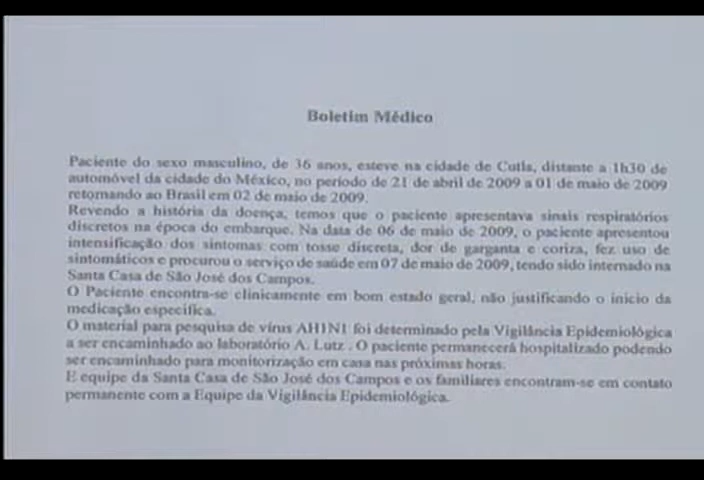 Boletim Médico
Paciente do sexo masculino, de 36 anos, esteve na cidade de Cutla, distante a 1h30 de
automóvel da cidade do México, no período de 21 de abril de 2009 a 01 de maio de 2009
retornando ao Brasil em 02 de maio de 2009.
Revendo a história da doença, temos que o paciente apresentava sinais respiratórios
discretos na época do embarque. Na data de 06 de maio de 2009, o paciente apresentou
intensificação dos sintomas com tosse discreta, dor de garganta e coriza, fez uso de
sintomáticos e procurou o serviço de saúde em 07 de maio de 2009, tendo sido internado na
Santa Casa de São José dos Campos.
O Paciente encontra-se clinicamente em bom estado geral, não justificando o inicio da
medicação específica.
O material para pesquisa de vírus AH1N1 foi determinado pela Vigilância Epidemiológica
a ser encaminhado ao laboratório A. Lutz . O paciente permanecerá hospitalizado podendo
ser encaminhado para monitorização em casa nas próximas horas.
E equipe da Santa Casa de São José dos Campos e os familiares encontram-se em contato
permanente com a Equipe da Vigilância Epidemiológica.